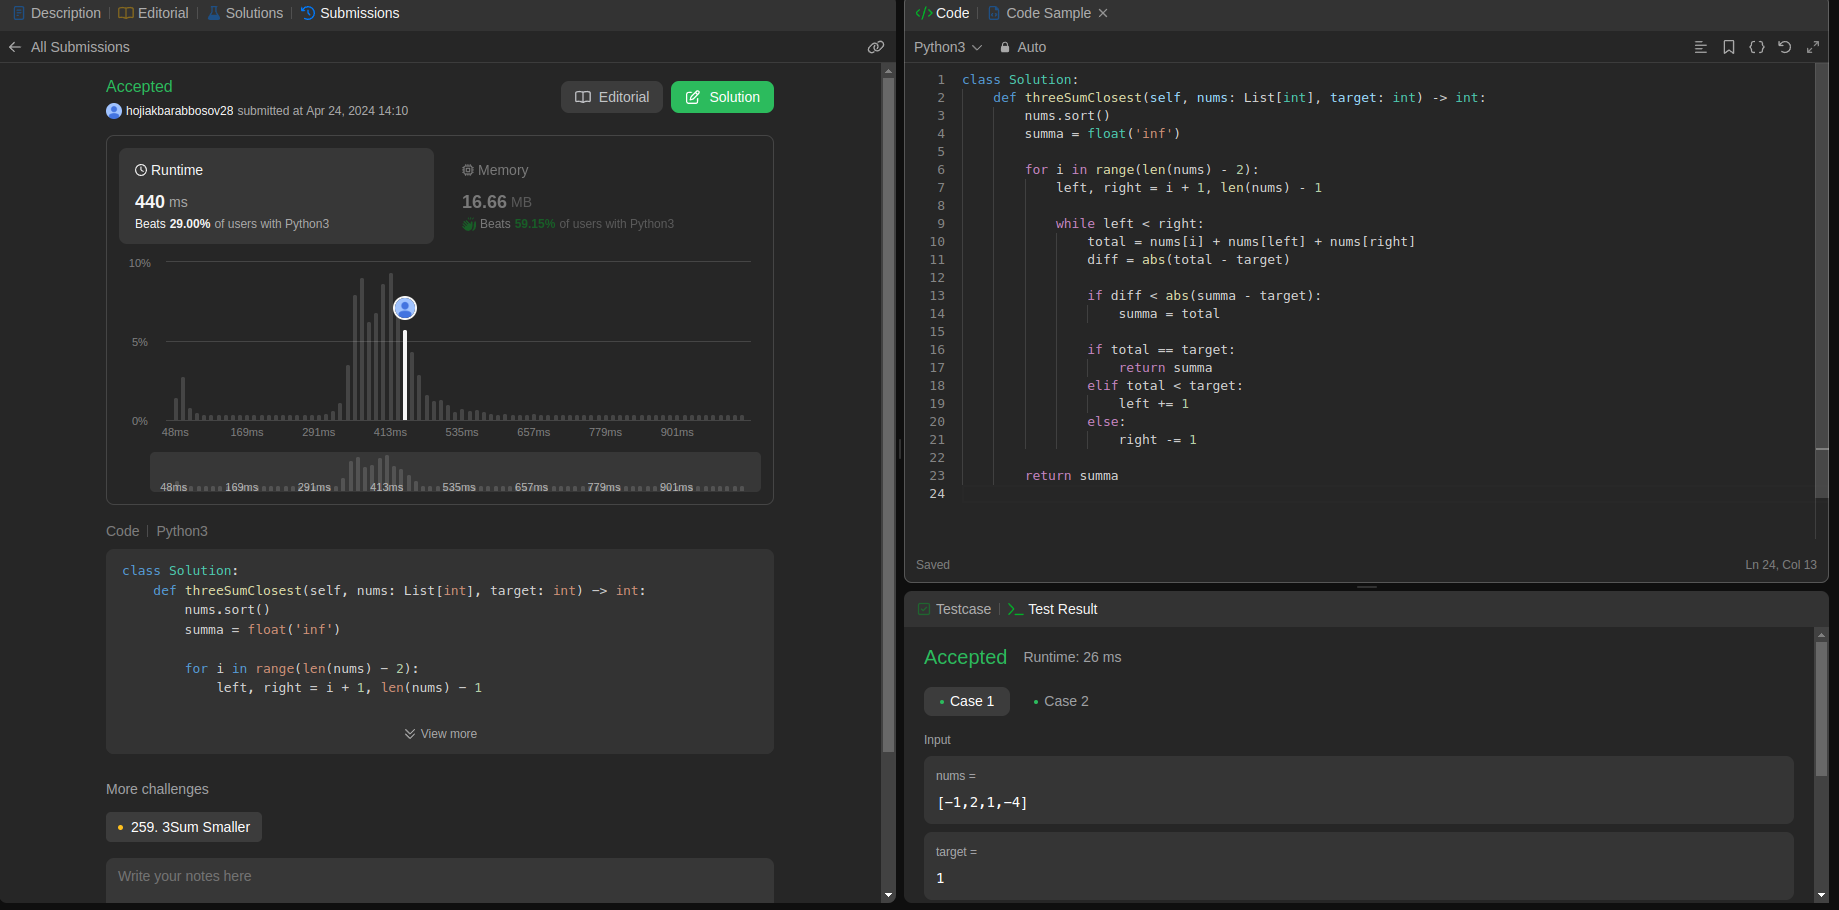 Description | Editorial | Solutions | Submissions
All Submissions
Accepted
hojiakbarabbosov28 submitted at Apr 24, 2024 14:10
Editorial
Solution
Runtime
440 ms
Beats 29.00% of users with Python3
Memory
16.66 MB
Beats 59.15% of users with Python3
10%
5%
0%
48ms 169ms 291ms 413ms 535ms 657ms 779ms 901ms
48ms 169ms 291ms 413ms 535ms 657ms 779ms 901ms
Code | Python3
class Solution:
    def threeSumClosest(self, nums: List[int], target: int) -> int:
        nums.sort()
        summa = float('inf')
        for i in range(len(nums) - 2):
            left, right = i + 1, len(nums) - 1
View more
More challenges
259. 3Sum Smaller
Write your notes here
Code | Code Sample
Python3 Auto
1 class Solution:
2     def threeSumClosest(self, nums: List[int], target: int) -> int:
3         nums.sort()
4         summa = float('inf')
5
6         for i in range(len(nums) - 2):
7             left, right = i + 1, len(nums) - 1
8
9             while left < right:
10                 total = nums[i] + nums[left] + nums[right]
11                 diff = abs(total - target)
12
13                 if diff < abs(summa - target):
14                     summa = total
15
16                 if total == target:
17                     return summa
18                 elif total < target:
19                     left += 1
20                 else:
21                     right -= 1
22
23         return summa
24
Saved
Ln 24, Col 13
Testcase | Test Result
Accepted Runtime: 26 ms
Case 1 Case 2
Input
nums =
[-1,2,1,-4]
target =
1